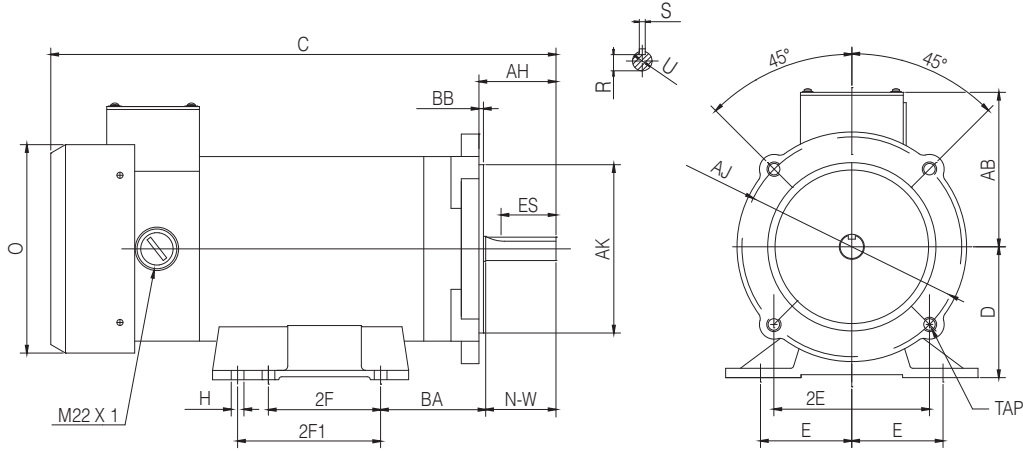 C
S
AH
U
R
BB
45°
45°
AJ
AB
ES
O
AK
D
H
2F
BA
N-W
M22 X 1
2F1
2E
TAP
E
E